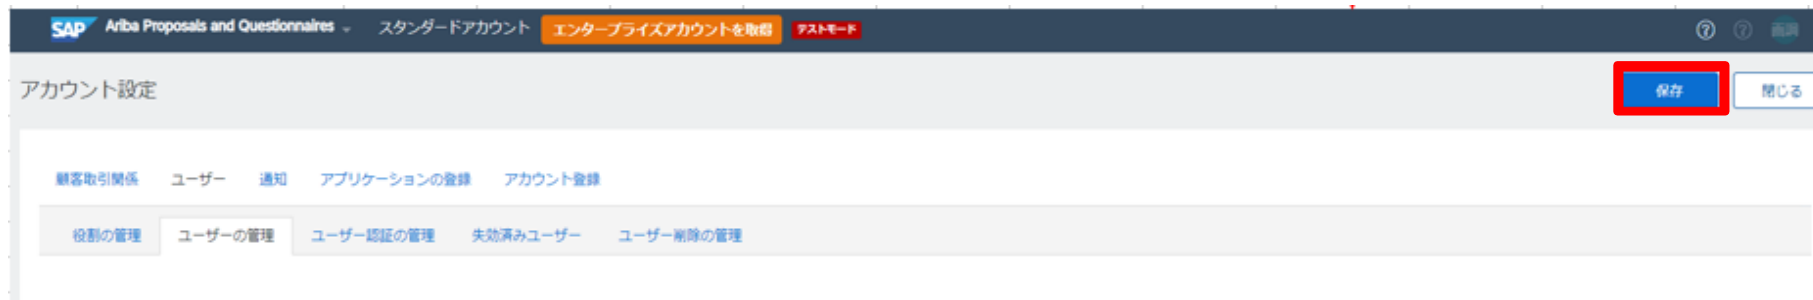 SAP Ariba Proposals and Questionnaires スタンダードアカウント エンタープライズアカウントを取得 テストモード
アカウント設定 保存 閉じる
顧客取引関係 ユーザー 通知 アプリケーションの登録 アカウント登録
役割の管理 ユーザーの管理 ユーザー認証の管理 失効済みユーザー ユーザー削除の管理